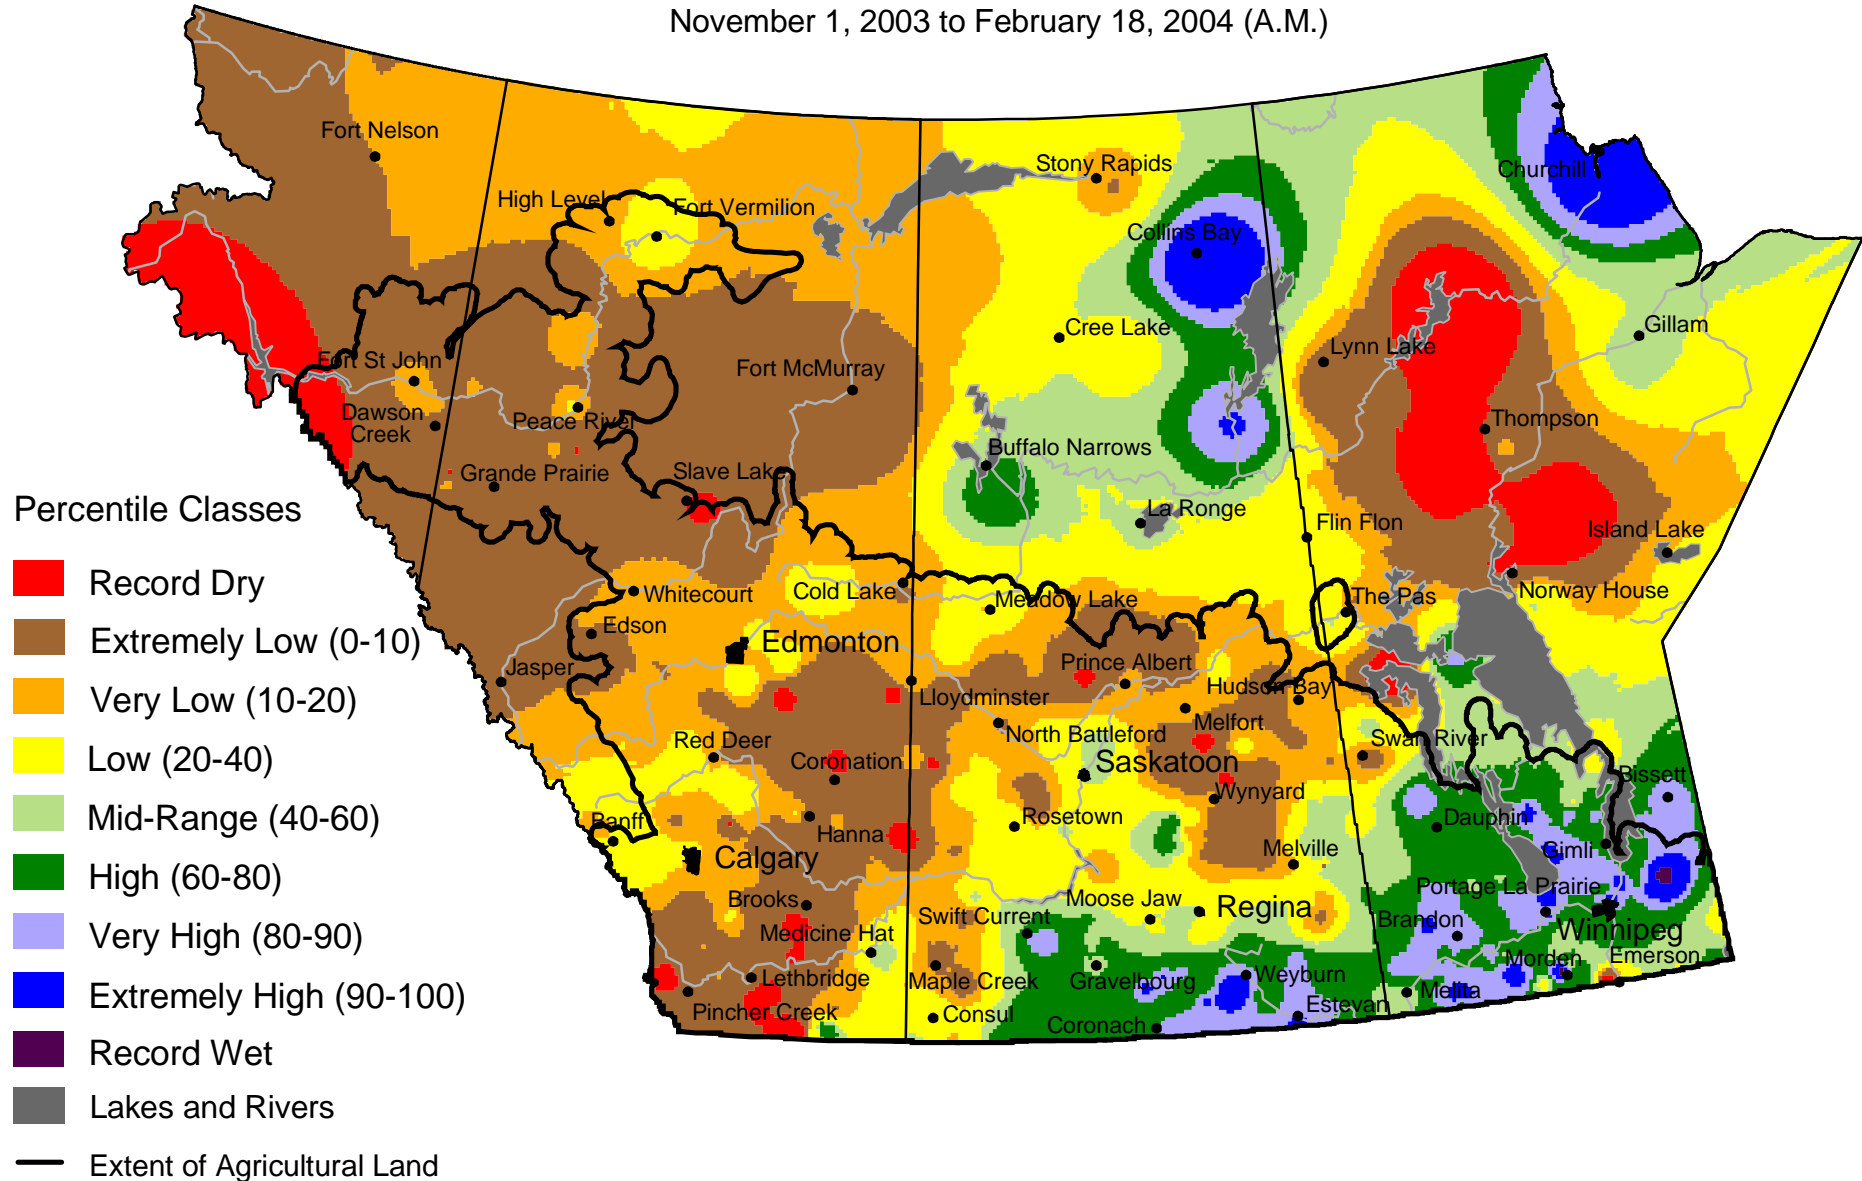 November 1, 2003 to February 18, 2004 (A.M.)
Fort Nelson
Churchill
Stony Rapids
High Level
Fort Vermilion
Collins Bay
Gillam
Cree Lake
Lynn Lake
Fort St John
Fort McMurray
Dawson
Creek
Peace River
Thompson
Buffalo Narrows
Grande Prairie
Slave Lake
La Ronge
Flin Flon
Island Lake
Whitecourt
Cold Lake
Meadow Lake
The Pas
Norway House
Edson
Edmonton
Jasper
Prince Albert
Hudson Bay
Lloydminster
Melfort
North Battleford
Red Deer
Swan River
Coronation
Saskatoon
Bissett
Wynyard
Banff
Hanna
Rosetown
Dauphin
Calgary
Melville
Gimli
Brooks
Moose Jaw
Regina
Portage La Prairie
Swift Current
Brandon
Medicine Hat
Winnipeg
Lethbridge
Maple Creek
Gravelbourg
Weyburn
Morden
Emerson
Pincher Creek
Consul
Coronach
Estevan
Melita
Percentile Classes
Record Dry
Extremely Low (0-10)
Very Low (10-20)
Low (20-40)
Mid-Range (40-60)
High (60-80)
Very High (80-90)
Extremely High (90-100)
Record Wet
Lakes and Rivers
Extent of Agricultural Land